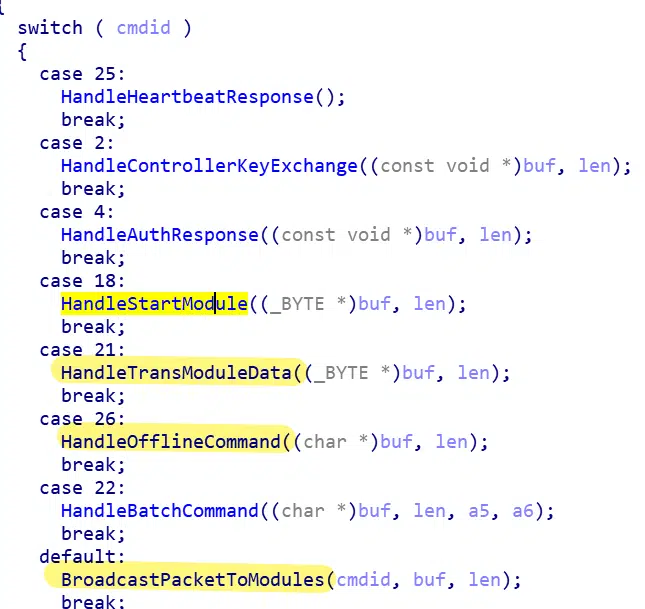 {
switch ( cmdid )
{
case 25:
HandleHeartbeatResponse();
break;
case 2:
HandleControllerKeyExchange((const void *)buf, len);
break;
case 4:
HandleAuthResponse((const void *)buf, len);
break;
case 18:
HandleStartModule((_BYTE *)buf, len);
break;
case 21:
HandleTransModuleData((_BYTE *)buf, len);
break;
case 26:
HandleOfflineCommand((char *)buf, len);
break;
case 22:
HandleBatchCommand((char *)buf, len, a5, a6);
break;
default:
BroadcastPacketToModules(cmdid, buf, len);
break;